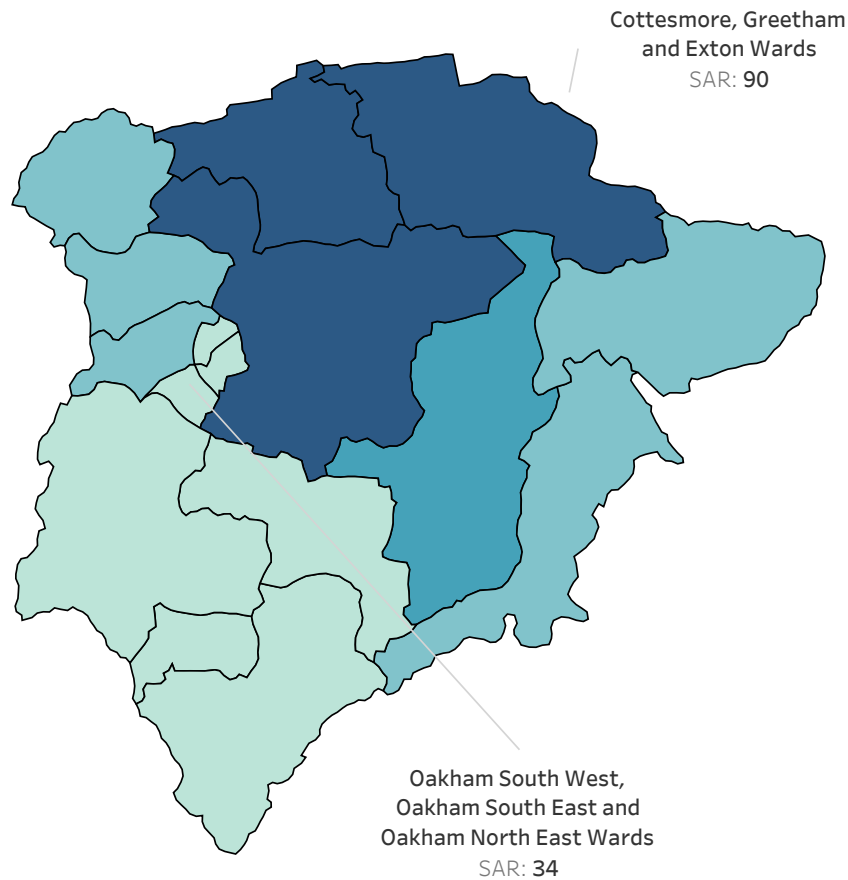 Cottesmore, Greetham
and Exton Wards
SAR: 90
Oakham South West,
Oakham South East and
Oakham North East Wards
SAR: 34